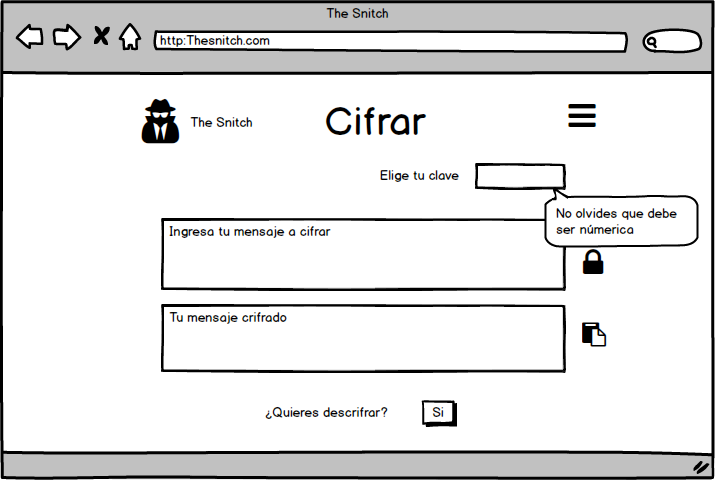 The Snitch
http:Thesnitch.com
The Snitch
Cifrar
Elige tu clave
No olvides que debe
ser númerica
Ingresa tu mensaje a cifrar
Tu mensaje crifrado
¿Quieres descrifrar?
Si